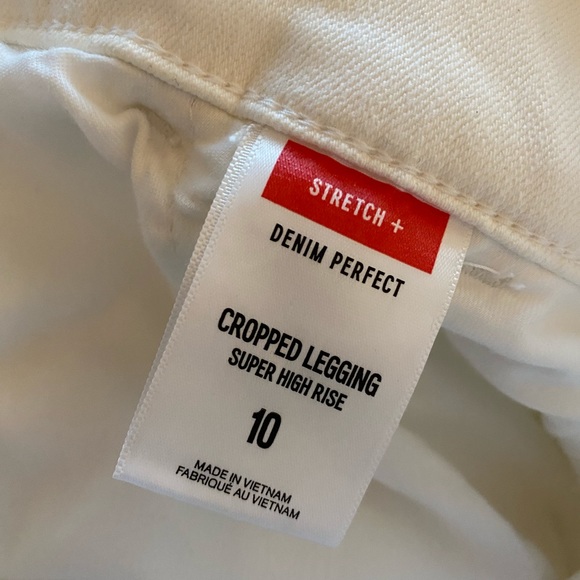 STRETCH +
DENIM PERFECT
CROPPED LEGGING
SUPER HIGH RISE
10
MADE IN VIETNAM
FABRIQUÉ AU VIETNAM